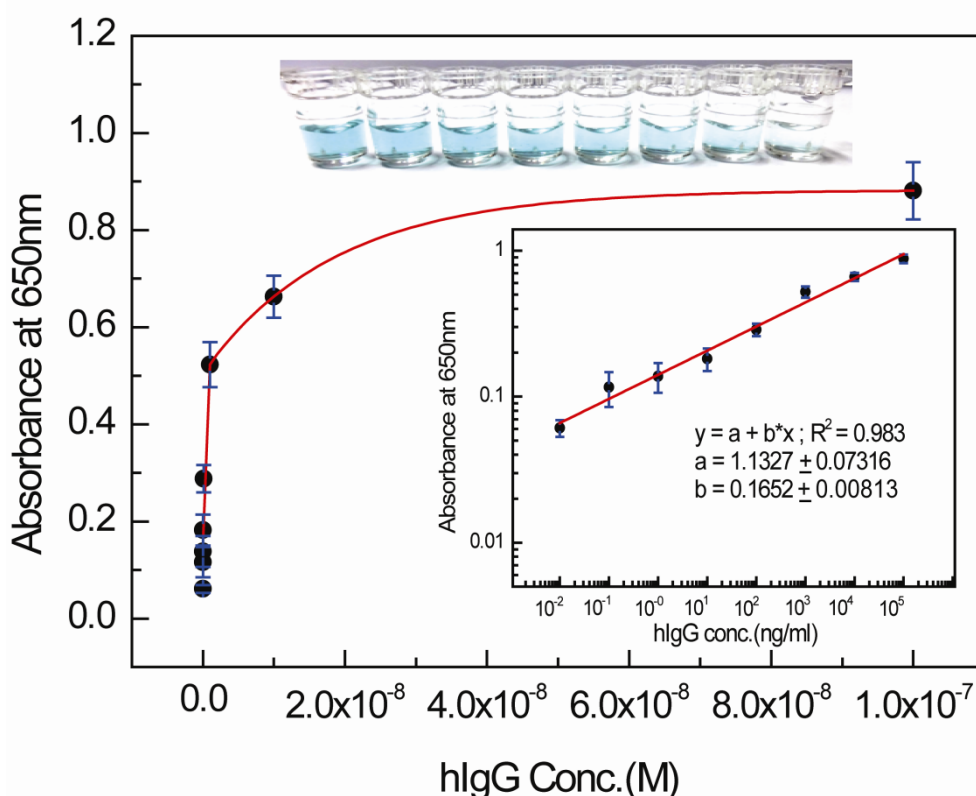 1.2
1.0
0.8
0.6
0.4
0.2
0.0
Absorbance at 650nm
0.0
2.0x10⁻⁸
4.0x10⁻⁸
6.0x10⁻⁸
8.0x10⁻⁸
1.0x10⁻⁷
hIgG Conc.(M)
1
0.1
0.01
Absorbance at 650nm
y = a + b*x ; R² = 0.983
a = 1.1327 ± 0.07316
b = 0.1652 ± 0.00813
10⁻²
10⁻¹
10⁻⁰
10¹
10²
10³
10⁴
10⁵
hIgG conc.(ng/ml)